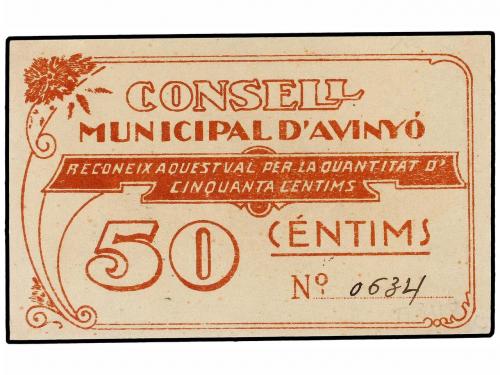 CONSELL
MUNICIPAL D'AVINYÓ
RECONEIX AQUEST VAL PER LA QUANTITAT D'
CINQUANTA CENTIMS
50 CÉNTIMS
Nº 0634